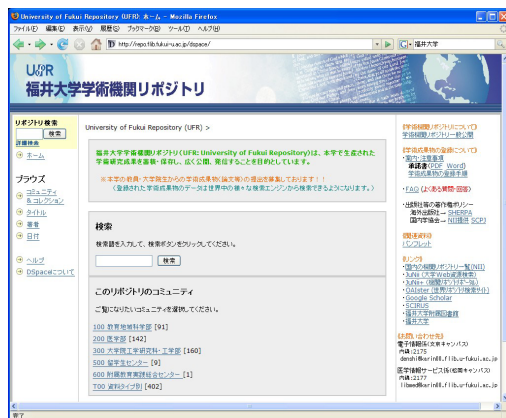 University of Fukui Repository (UFR): ホーム - Mozilla Firefox
ファイル(F) 編集(E) 表示(V) 履歴(S) ブックマーク(B) ツール(T) ヘルプ(H)
http://repo.flib.fukui-u.ac.jp/dspace/
福井大学
UFR
福井大学学術機関リポジトリ
リポジトリ検索
検索
詳細検索
ホーム
ブラウズ
コミュニティ
& コレクション
タイトル
著者
日付
ヘルプ
DSpaceについて
University of Fukui Repository (UFR) >
福井大学学術機関リポジトリ(UFR: University of Fukui Repository)は、本学で生産された
学術研究成果を蓄積・保存し、広く公開、発信することを目的としています。
※本学の教員・大学院生からの学術成果物(論文等)の提出を募集しております！！
(登録された学術成果物のデータは世界中の様々な検索エンジンから検索できるようになります。)
検索
検索語を入力して、検索ボタンをクリックしてください。
検索
このリポジトリのコミュニティ
ご覧になりたいコミュニティを選択してください。
100 教育地域科学部 [91]
200 医学部 [142]
300 大学院工学研究科・工学部 [160]
500 留学生センター [9]
600 附属教育実践総合センター [1]
T00 資料タイプ別 [402]
【学術機関リポジトリについて】
学術機関リポジトリ一般公開
【学術成果物の登録について】
・案内・注意事項
承諾書(PDF Word)
学術成果物の登録手順
・FAQ (よくある質問・回答)
・出版社等の著作権ポリシー
海外出版社→ SHERPA
国内学協会→ NII提供 SCPJ
【関連資料】
パンフレット
【リンク】
・国内の機関リポジトリ一覧(NII)
・JuNii (大学Web資源検索)
・JuNii+ (機関リポジトリポータル)
・OAIster (世界リポジトリ検索サイト)
・Google Scholar
・SCIRUS
・福井大学附属図書館
・福井大学
【お問い合わせ先】
電子情報係(文京キャンパス)
内線:2175
denshi@karin00.flib.u-fukui.ac.jp
医学情報サービス係(松岡キャンパス)
内線:2177
libmed@karin00.flib.u-fukui.ac.jp
完了